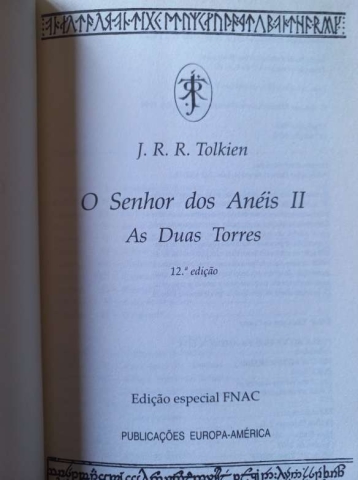 J. R. R. Tolkien
O Senhor dos Anéis II
As Duas Torres
12.ª edição
Edição especial FNAC
PUBLICAÇÕES EUROPA-AMÉRICA